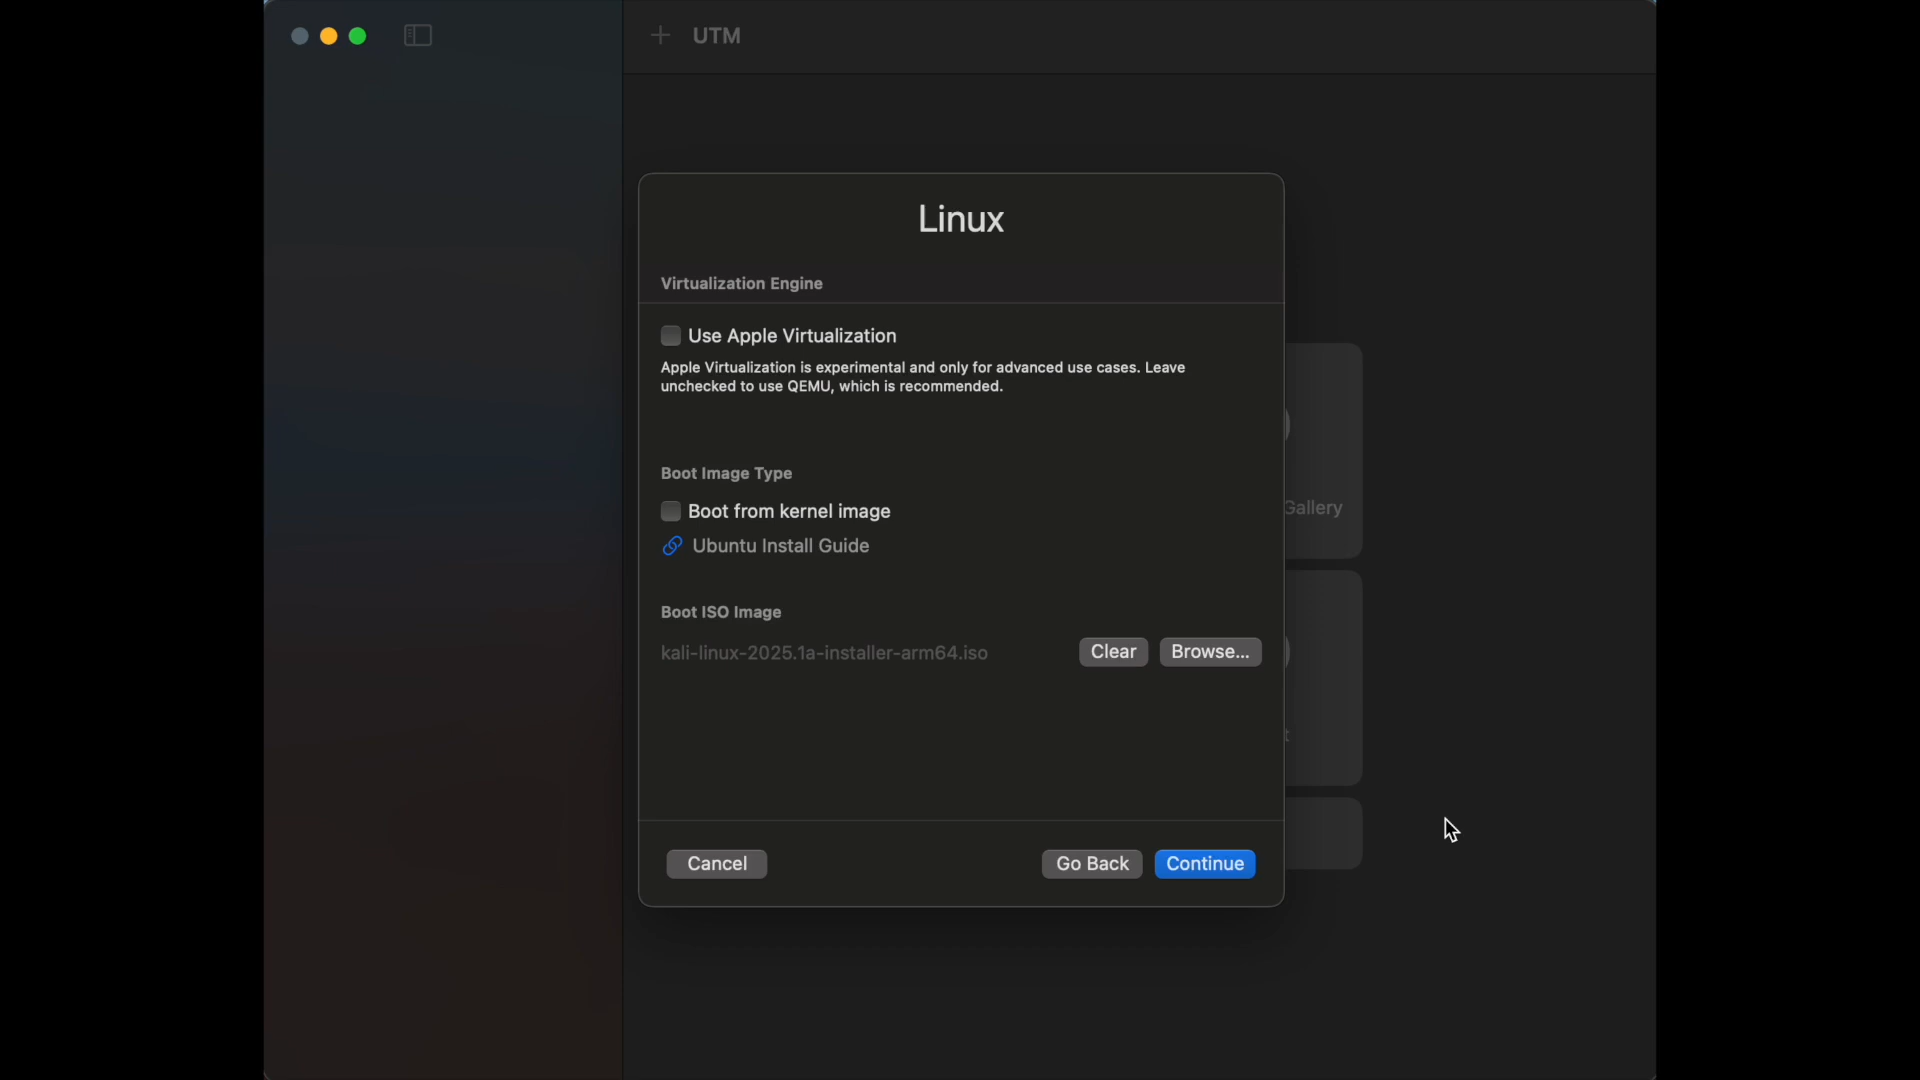 UTM
Linux
Virtualization Engine
Use Apple Virtualization
Apple Virtualization is experimental and only for advanced use cases. Leave
unchecked to use QEMU, which is recommended.
Boot Image Type
Boot from kernel image
Gallery
Ubuntu Install Guide
Boot ISO Image
kali-linux-2025.1a-installer-arm64.iso
Clear
Browse...
Cancel
Go Back
Continue